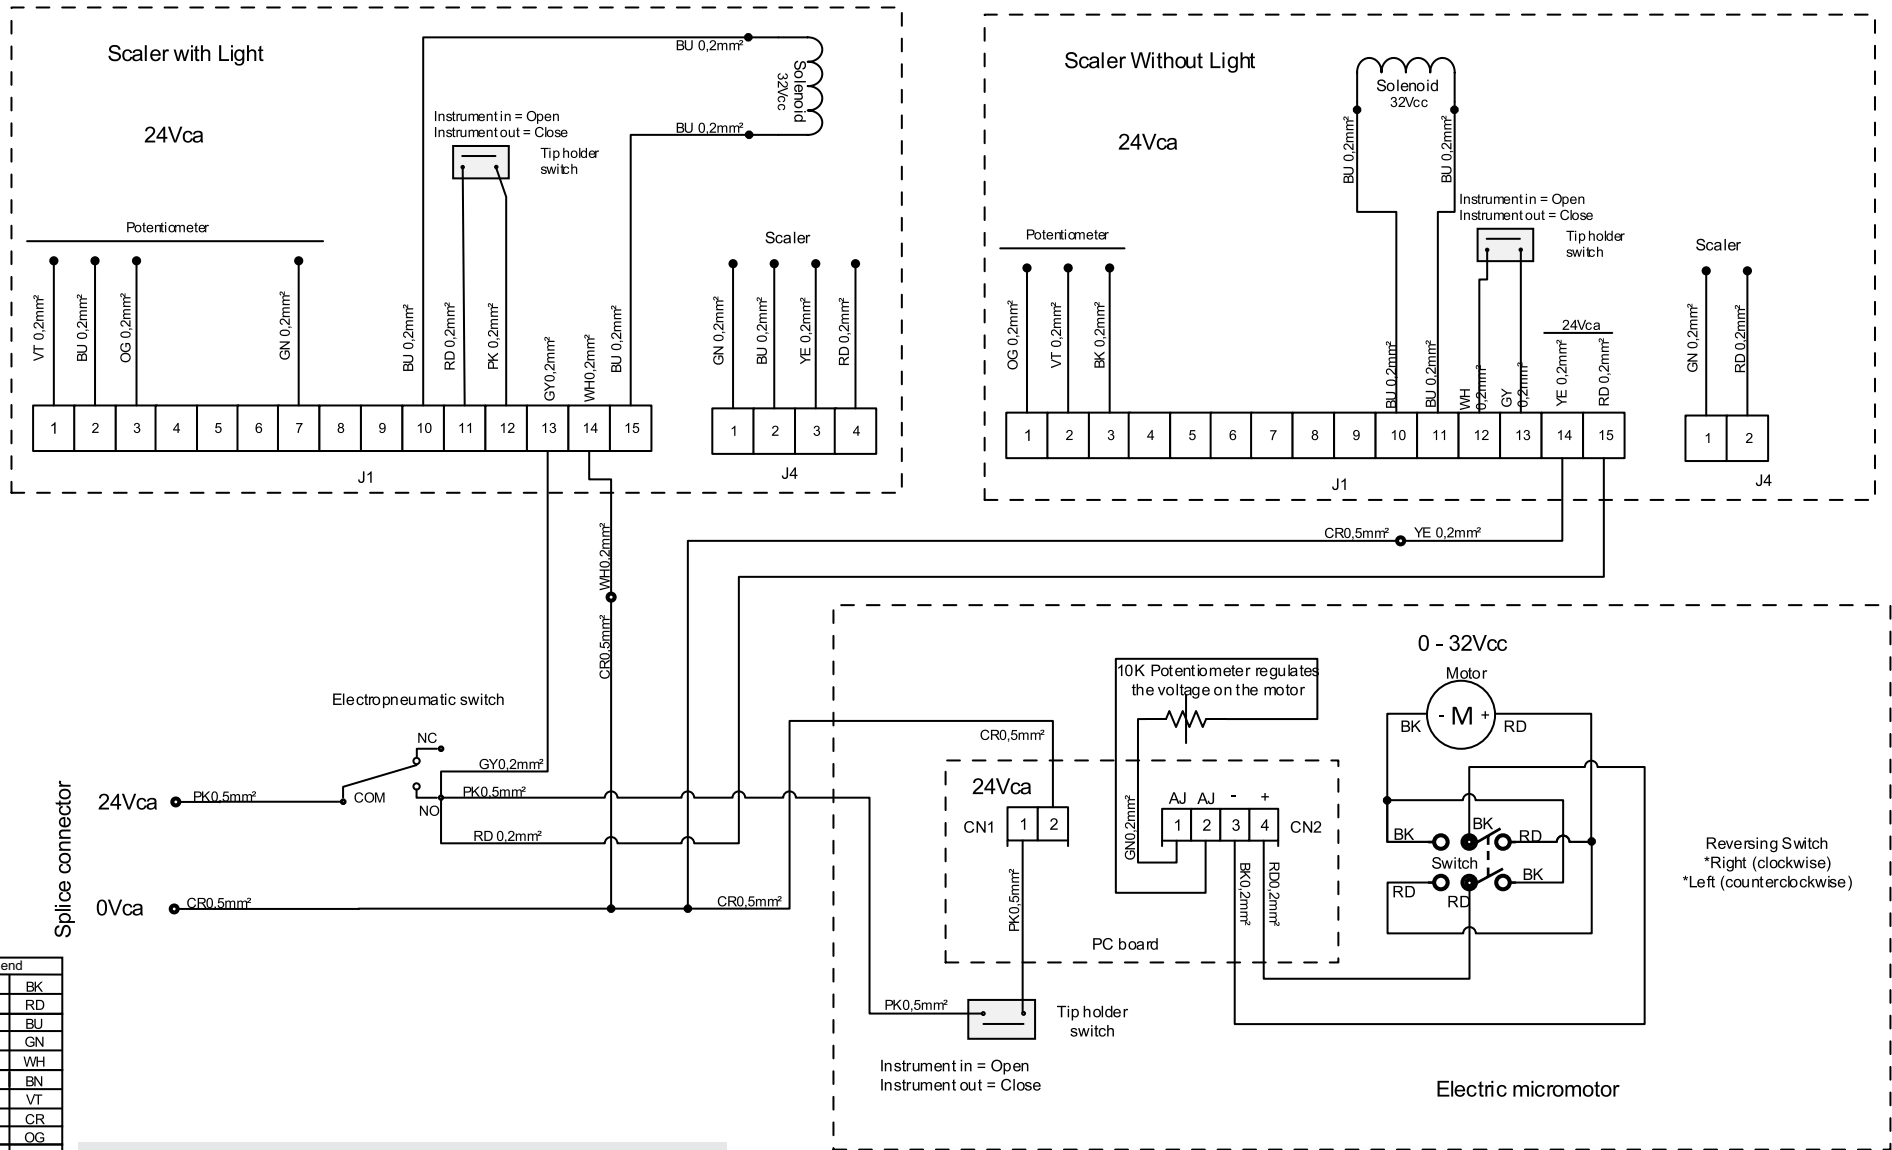 Scaler with Light
24Vca
BU 0,2mm²
Solenoid
32Vcc
BU 0,2mm²
Instrument in = Open
Instrument out = Close
Tip holder
switch
Potentiometer
VT 0,2mm²
BU 0,2mm²
OG 0,2mm²
GN 0,2mm²
BU 0,2mm²
RD 0,2mm²
PK 0,2mm²
GY0,2mm²
WH0,2mm²
BU 0,2mm²
1 2 3 4 5 6 7 8 9 10 11 12 13 14 15
J1
Scaler
GN 0,2mm²
BU 0,2mm²
YE 0,2mm²
RD 0,2mm²
1 2 3 4
J4
Scaler Without Light
24Vca
Solenoid
32Vcc
BU 0,2mm²
BU 0,2mm²
Instrument in = Open
Instrument out = Close
Tip holder
switch
Potentiometer
OG 0,2mm²
VT 0,2mm²
BK 0,2mm²
BU 0,2mm²
BU 0,2mm²
WH
0,2mm²
GY
0,2mm²
24Vca
YE 0,2mm²
RD 0,2mm²
1 2 3 4 5 6 7 8 9 10 11 12 13 14 15
J1
Scaler
GN 0,2mm²
RD 0,2mm²
1 2
J4
WH0,2mm²
CR0,5mm²
CR0,5mm²
YE 0,2mm²
Electropneumatic switch
NC
COM
NO
GY0,2mm²
PK0,5mm²
RD 0,2mm²
Splice connector
24Vca
PK0,5mm²
0Vca
CR0,5mm²
CR0,5mm²
CR0,5mm²
10K Potentiometer regulates
the voltage on the motor
24Vca
CN1
1 2
GN0,2mm²
AJ AJ - +
1 2 3 4
CN2
PK0,5mm²
BK0,2mm²
RD0,2mm²
PC board
PK0,5mm²
Tip holder
switch
Instrument in = Open
Instrument out = Close
0 - 32Vcc
Motor
- M +
BK
RD
BK
BK
RD
Switch
RD
RD
BK
Reversing Switch
*Right (clockwise)
*Left (counterclockwise)
Electric micromotor
end
BK
RD
BU
GN
WH
BN
VT
CR
OG